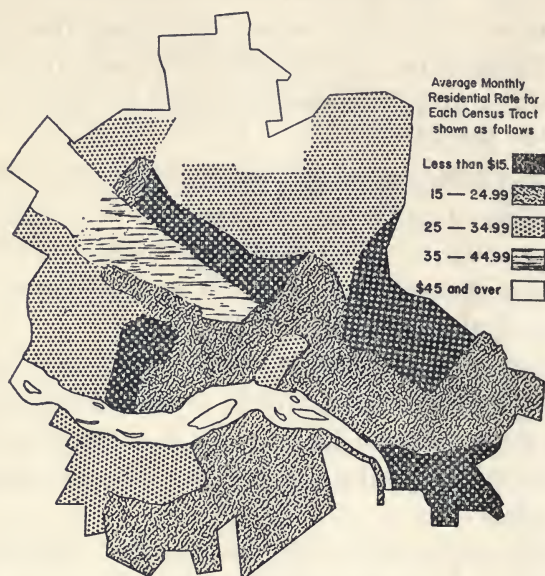 Average Monthly
Residential Rate for
Each Census Tract
shown as follows
Less than $15.
15 — 24.99
25 — 34.99
35 — 44.99
$45 and over